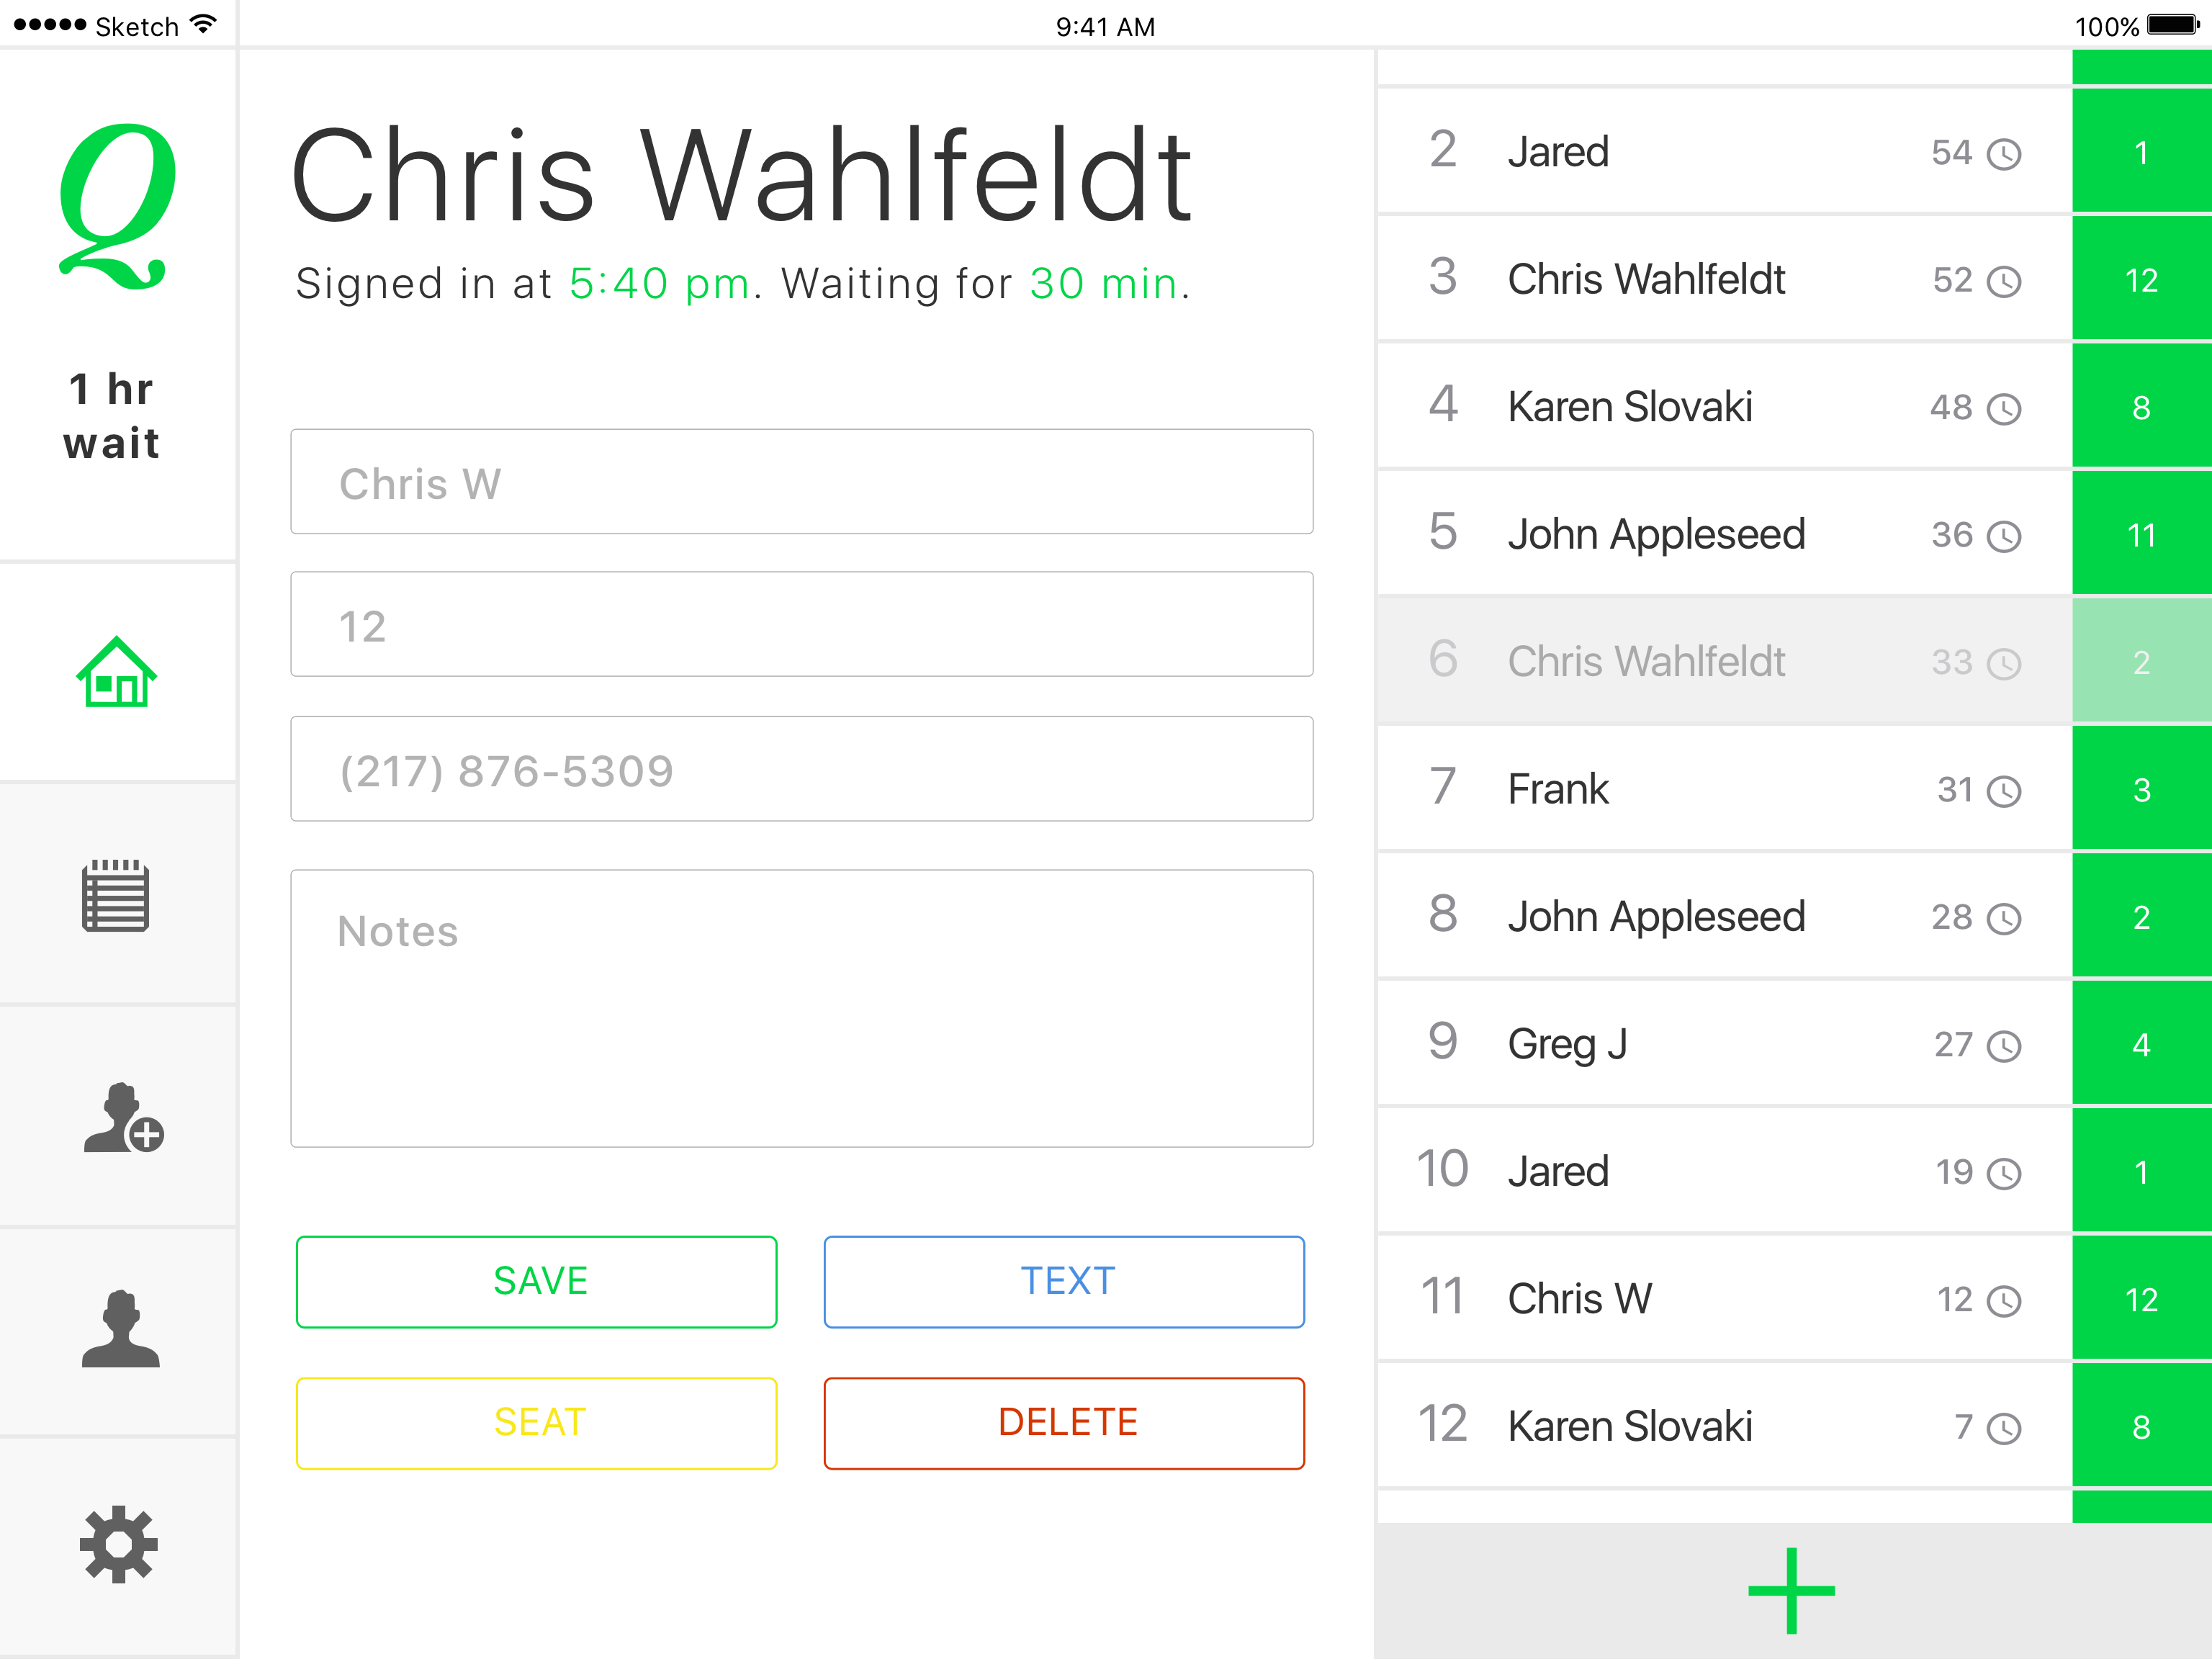 Sketch
9:41 AM
100%
Q
1 hr
wait
Chris Wahlfeldt
Signed in at 5:40 pm. Waiting for 30 min.
Chris W
12
(217) 876-5309
Notes
SAVE
TEXT
SEAT
DELETE
2 Jared 54 1
3 Chris Wahlfeldt 52 12
4 Karen Slovaki 48 8
5 John Appleseed 36 11
6 Chris Wahlfeldt 33 2
7 Frank 31 3
8 John Appleseed 28 2
9 Greg J 27 4
10 Jared 19 1
11 Chris W 12 12
12 Karen Slovaki 7 8